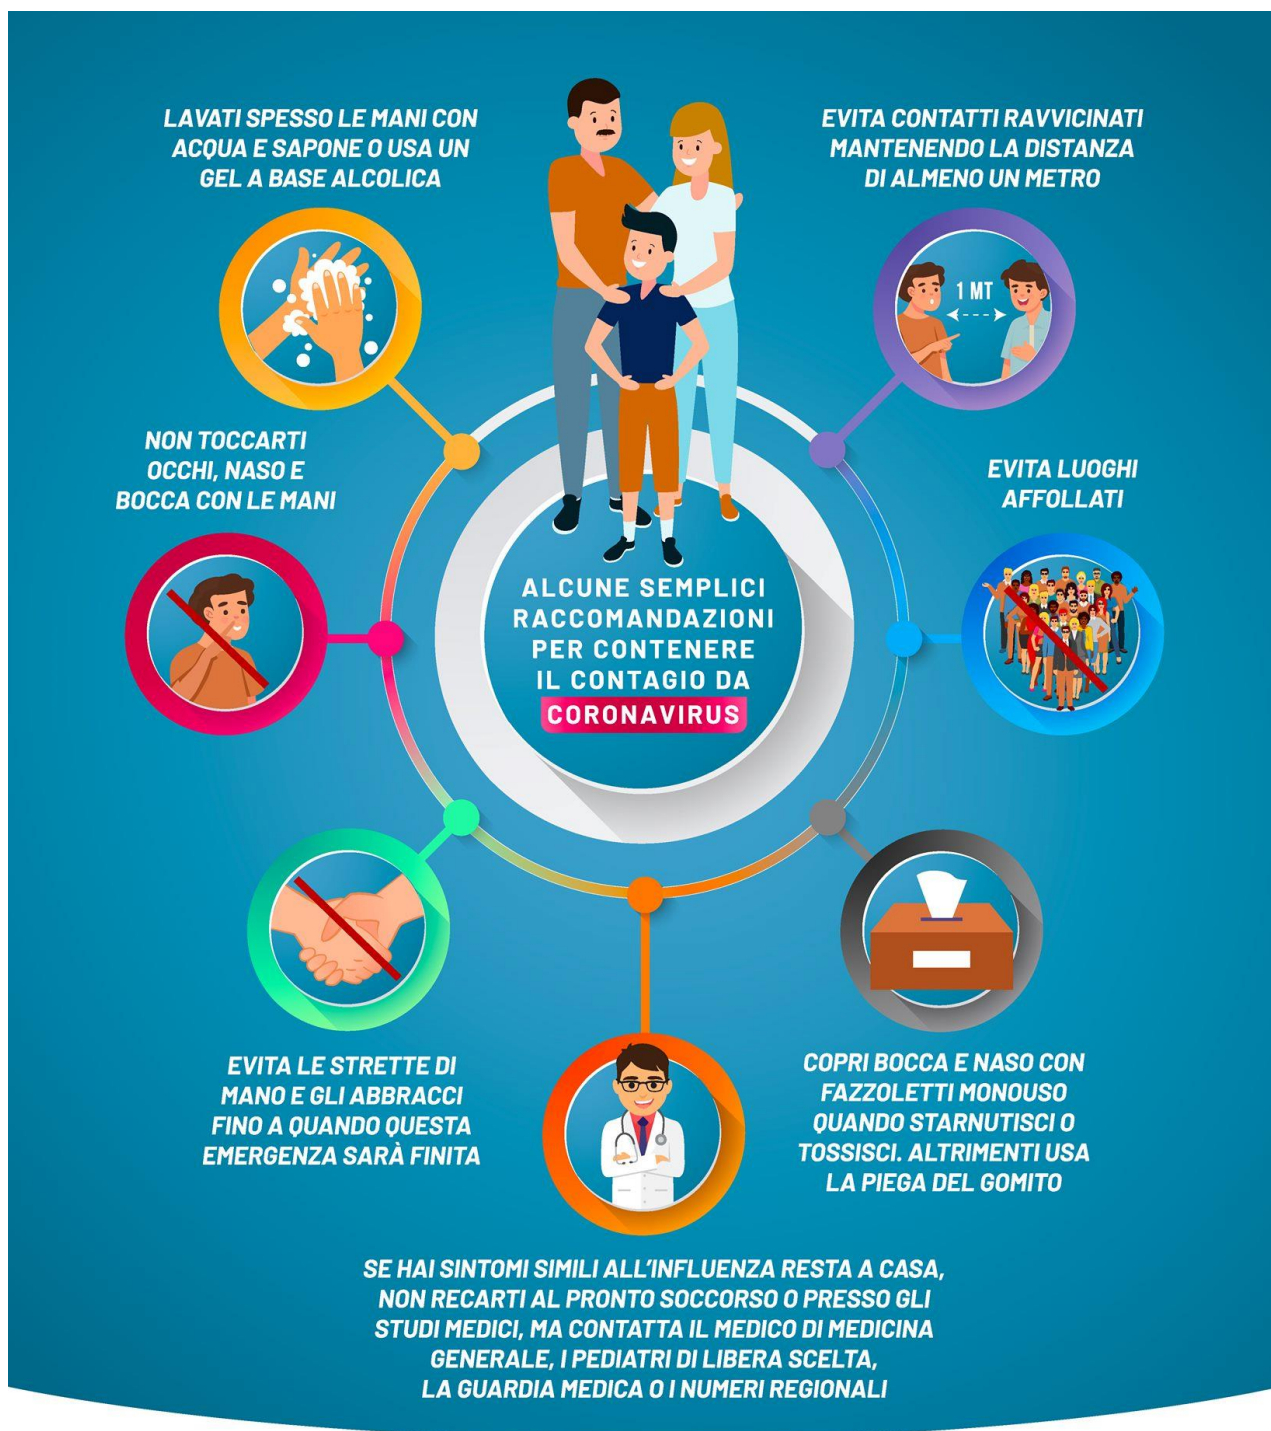 LAVATI SPESSO LE MANI CON
ACQUA E SAPONE O USA UN
GEL A BASE ALCOLICA
EVITA CONTATTI RAVVICINATI
MANTENENDO LA DISTANZA
DI ALMENO UN METRO
1 MT
NON TOCCARTI
OCCHI, NASO E
BOCCA CON LE MANI
EVITA LUOGHI
AFFOLLATI
ALCUNE SEMPLICI
RACCOMANDAZIONI
PER CONTENERE
IL CONTAGIO DA
CORONAVIRUS
EVITA LE STRETTE DI
MANO E GLI ABBRACCI
FINO A QUANDO QUESTA
EMERGENZA SARÀ FINITA
COPRI BOCCA E NASO CON
FAZZOLETTI MONOUSO
QUANDO STARNUTISCI O
TOSSISCI. ALTRIMENTI USA
LA PIEGA DEL GOMITO
SE HAI SINTOMI SIMILI ALL'INFLUENZA RESTA A CASA,
NON RECARTI AL PRONTO SOCCORSO O PRESSO GLI
STUDI MEDICI, MA CONTATTA IL MEDICO DI MEDICINA
GENERALE, I PEDIATRI DI LIBERA SCELTA,
LA GUARDIA MEDICA O I NUMERI REGIONALI